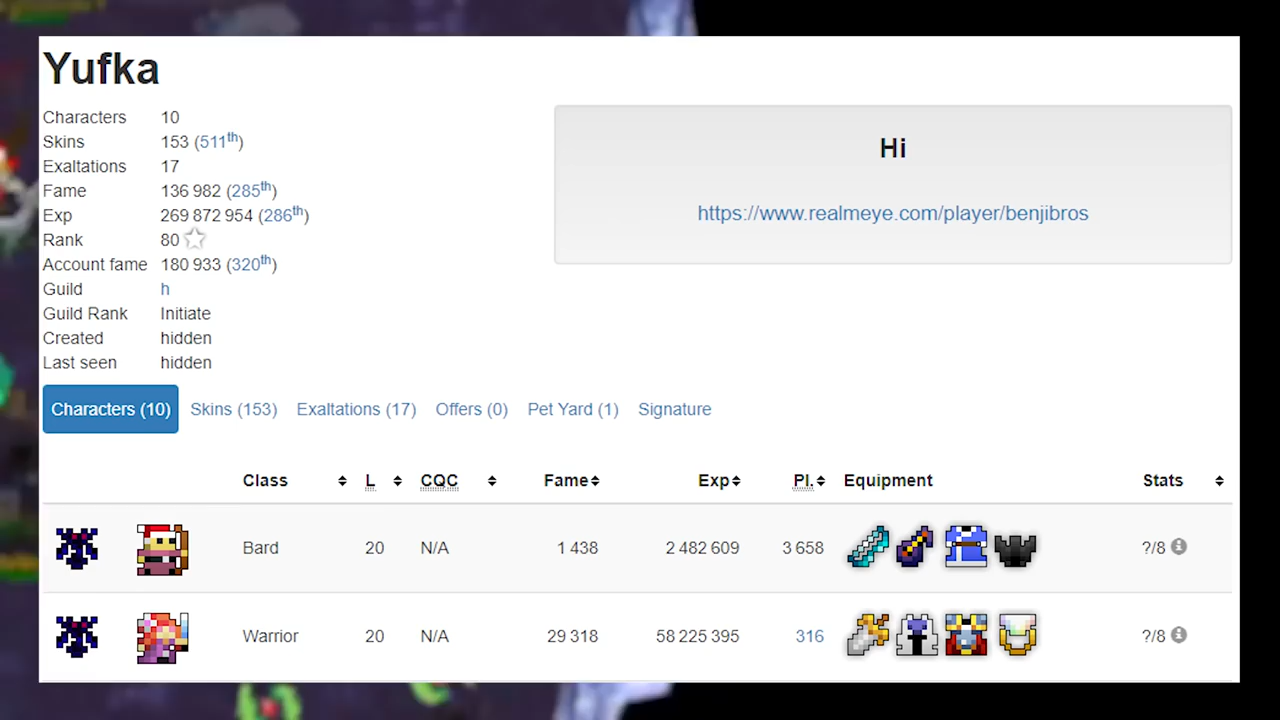 Yufka
Characters 10
Skins 153 (511th)
Exaltations 17
Fame 136 982 (285th)
Exp 269 872 954 (286th)
Rank 80
Account fame 180 933 (320th)
Guild h
Guild Rank Initiate
Created hidden
Last seen hidden
Hi
https://www.realmeye.com/player/benjibros
Characters (10) Skins (153) Exaltations (17) Offers (0) Pet Yard (1) Signature
Class L CQC Fame Exp Pl. Equipment Stats
Bard 20 N/A 1 438 2 482 609 3 658 ?/8
Warrior 20 N/A 29 318 58 225 395 316 ?/8